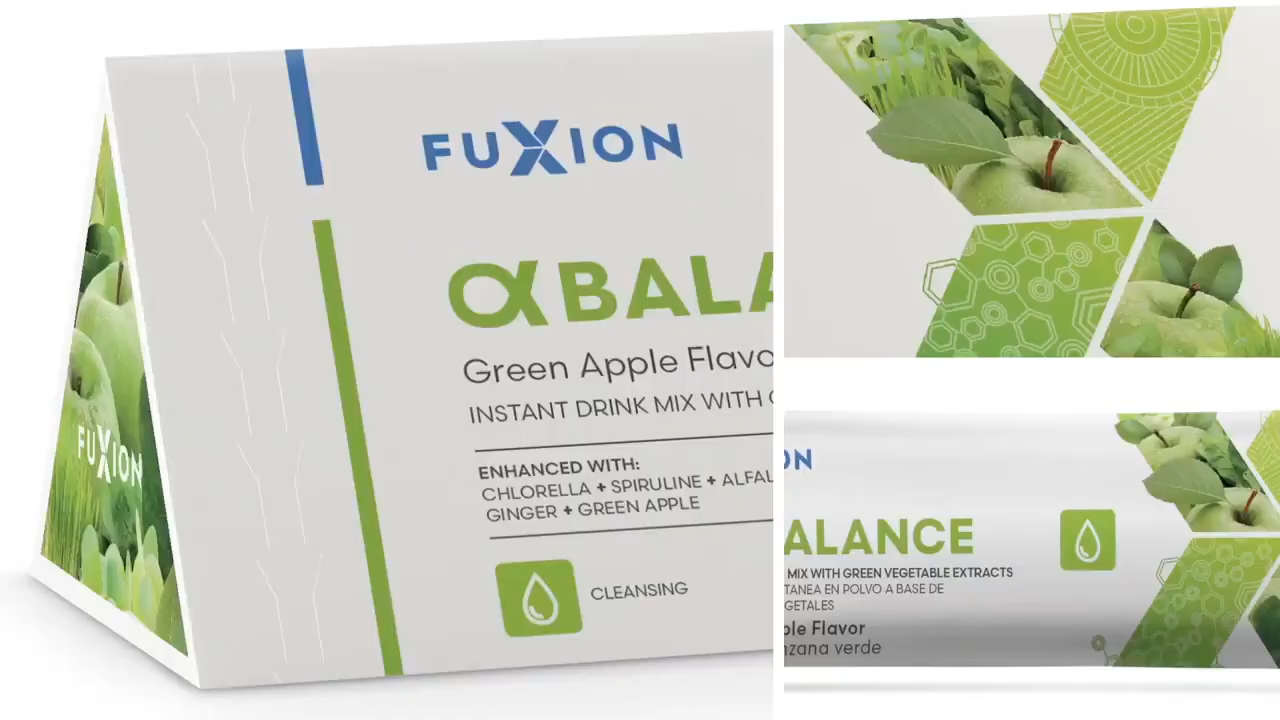 FUXION
αBALA
Green Apple Flavo
INSTANT DRINK MIX WITH
ENHANCED WITH:
CHLORELLA + SPIRULINE + ALFAL
GINGER + GREEN APPLE
CLEANSING
FUXION
ON
ALANCE
MIX WITH GREEN VEGETABLE EXTRACTS
TANEA EN POLVO A BASE DE
GETALES
ple Flavor
nzana verde